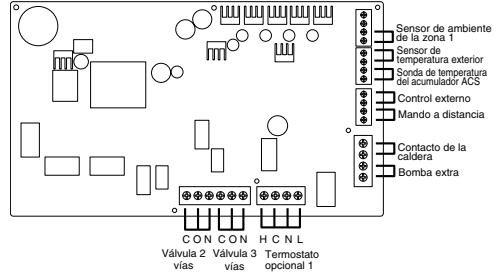 Sensor de ambiente
de la zona 1
Sensor de
temperatura exterior
Sonda de temperatura
del acumulador ACS
Control externo
Mando a distancia
Contacto de la
caldera
Bomba extra
C O N C O N H C N L
Válvula 2
vías
Válvula 3
vías
Termostato
opcional 1